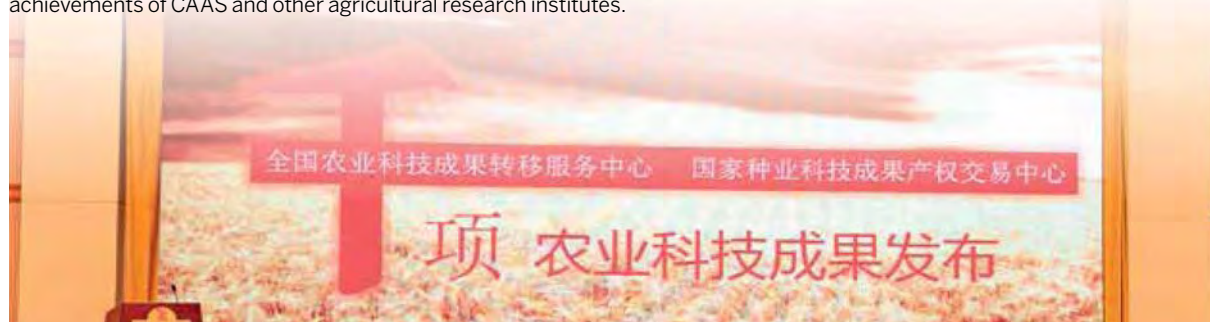 achievements of CAAS and other agricultural research institutes.
全国农业科技成果转移服务中心 国家种业科技成果产权交易中心
千项 农业科技成果发布